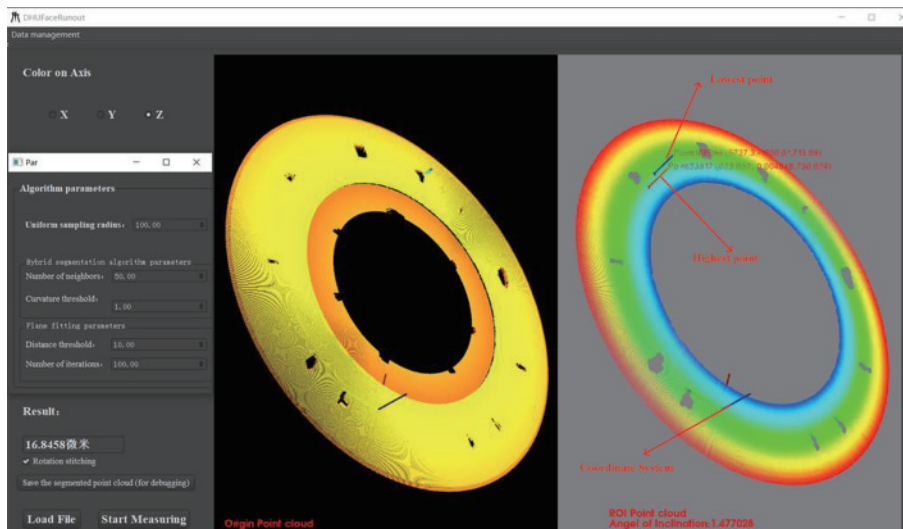 DHUFaceRunout
Data management
Color on Axis
X Y Z
Par
Algorithm parameters
Uniform sampling radius: 100.00
Hybrid segmentation algorithm parameters
Number of neighbors: 50.00
Curvature threshold:
1.00
Plane fitting parameters
Distance threshold: 10.00
Number of iterations: 100.00
Result:
16.8458微米
Rotation stitching
Save the segmented point cloud (for debugging)
Load File Start Measuring
Origin Point cloud
Lowest point
Highest point
Coordinate System
ROI Point cloud
Angel of Inclination:1.477028